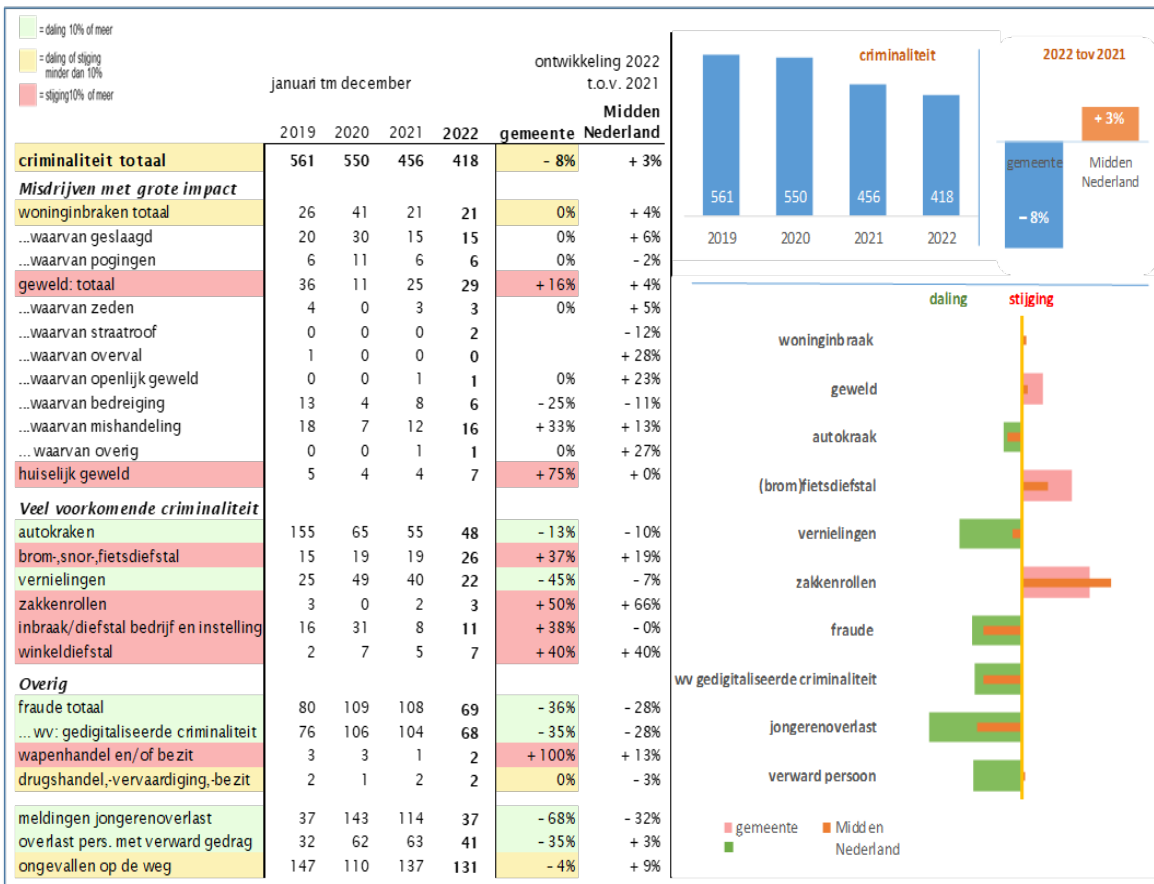 = daling 10% of meer
= daling of stijging
minder dan 10%
= stijging10% of meer
januari tm december
ontwikkeling 2022
t.o.v. 2021
2019 2020 2021 2022 gemeente Midden Nederland
criminaliteit totaal 561 550 456 418 - 8% + 3%
Misdrijven met grote impact
woninginbraken totaal 26 41 21 21 0% + 4%
...waarvan geslaagd 20 30 15 15 0% + 6%
...waarvan pogingen 6 11 6 6 0% - 2%
geweld: totaal 36 11 25 29 + 16% + 4%
...waarvan zeden 4 0 3 3 0% + 5%
...waarvan straatroof 0 0 0 2 - 12%
...waarvan overval 1 0 0 0 + 28%
...waarvan openlijk geweld 0 0 1 1 0% + 23%
...waarvan bedreiging 13 4 8 6 - 25% - 11%
...waarvan mishandeling 18 7 12 16 + 33% + 13%
... waarvan overig 0 0 1 1 0% + 27%
huiselijk geweld 5 4 4 7 + 75% + 0%
Veel voorkomende criminaliteit
autokraken 155 65 55 48 - 13% - 10%
brom-,snor-,fietsdiefstal 15 19 19 26 + 37% + 19%
vernielingen 25 49 40 22 - 45% - 7%
zakkenrollen 3 0 2 3 + 50% + 66%
inbraak/diefstal bedrijf en instelling 16 31 8 11 + 38% - 0%
winkeldiefstal 2 7 5 7 + 40% + 40%
Overig
fraude totaal 80 109 108 69 - 36% - 28%
... wv: gedigitaliseerde criminaliteit 76 106 104 68 - 35% - 28%
wapenhandel en/of bezit 3 3 1 2 + 100% + 13%
drugshandel,-vervaardiging,-bezit 2 1 2 2 0% - 3%
meldingen jongerenoverlast 37 143 114 37 - 68% - 32%
overlast pers. met verward gedrag 32 62 63 41 - 35% + 3%
ongevallen op de weg 147 110 137 131 - 4% + 9%
criminaliteit
561 550 456 418
2019 2020 2021 2022
2022 tov 2021
+ 3%
gemeente Midden
Nederland
- 8%
daling stijging
woninginbraak
geweld
autokraak
(brom)fietsdiefstal
vernielingen
zakkenrollen
fraude
wv gedigitaliseerde criminaliteit
jongerenoverlast
verward persoon
gemeente Midden
Nederland